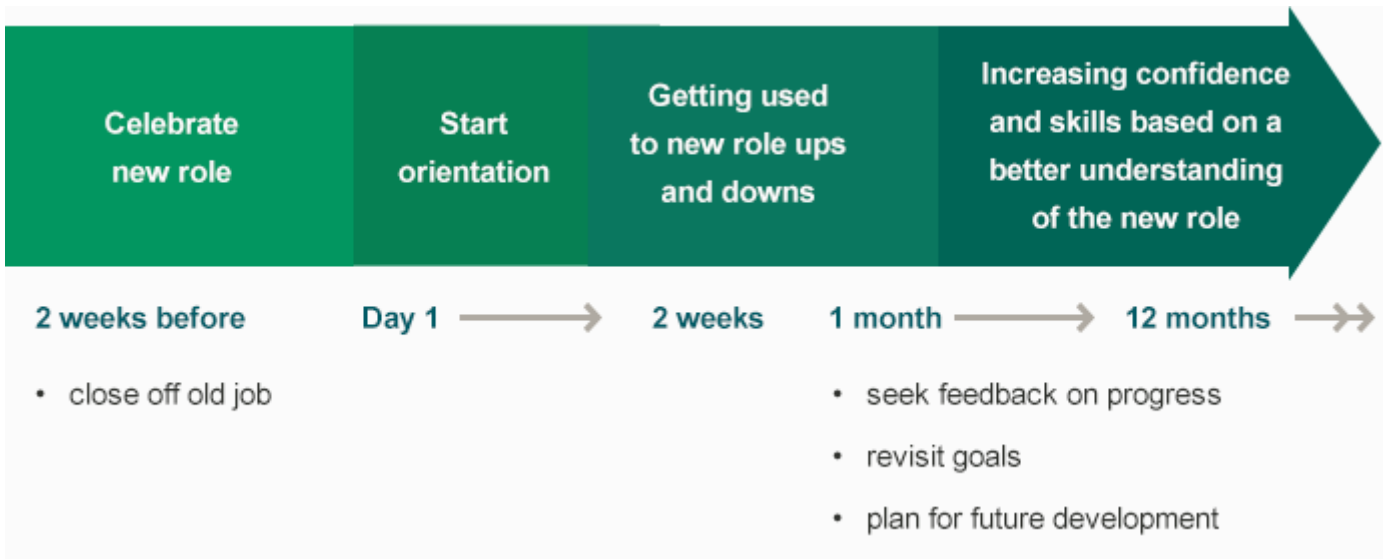 Celebrate
new role
Start
orientation
Getting used
to new role ups
and downs
Increasing confidence
and skills based on a
better understanding
of the new role
2 weeks before
Day 1
2 weeks
1 month
12 months
• close off old job
• seek feedback on progress
• revisit goals
• plan for future development